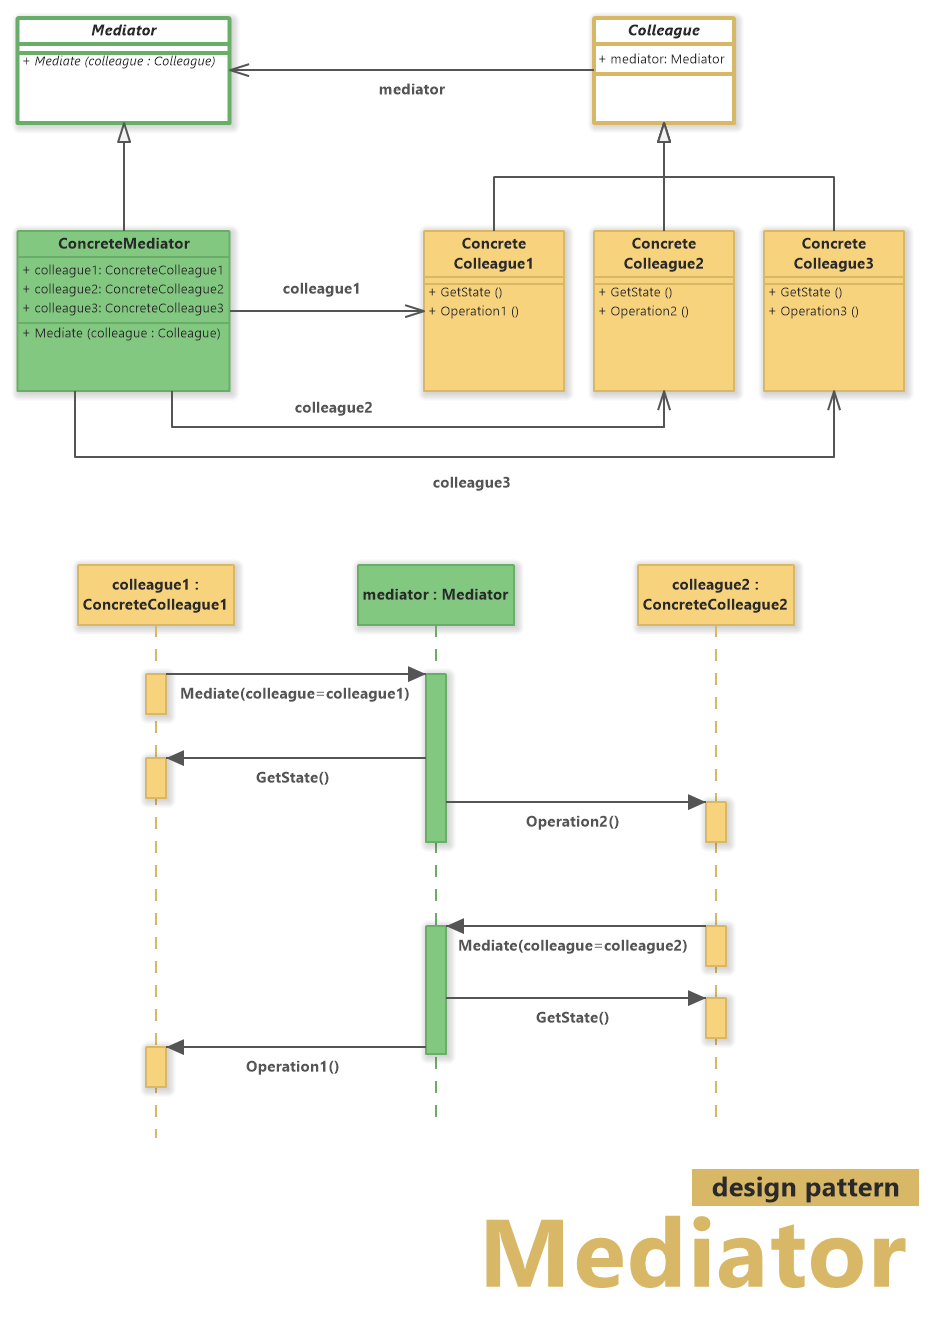 Mediator
+ Mediate (colleague : Colleague)
Colleague
+ mediator: Mediator
mediator
ConcreteMediator
+ colleague1: ConcreteColleague1
+ colleague2: ConcreteColleague2
+ colleague3: ConcreteColleague3
+ Mediate (colleague : Colleague)
colleague1
Concrete
Colleague1
+ GetState ()
+ Operation1 ()
Concrete
Colleague2
+ GetState ()
+ Operation2 ()
Concrete
Colleague3
+ GetState ()
+ Operation3 ()
colleague2
colleague3
colleague1 :
ConcreteColleague1
mediator : Mediator
colleague2 :
ConcreteColleague2
Mediate(colleague=colleague1)
GetState()
Operation2()
Mediate(colleague=colleague2)
GetState()
Operation1()
design pattern
Mediator